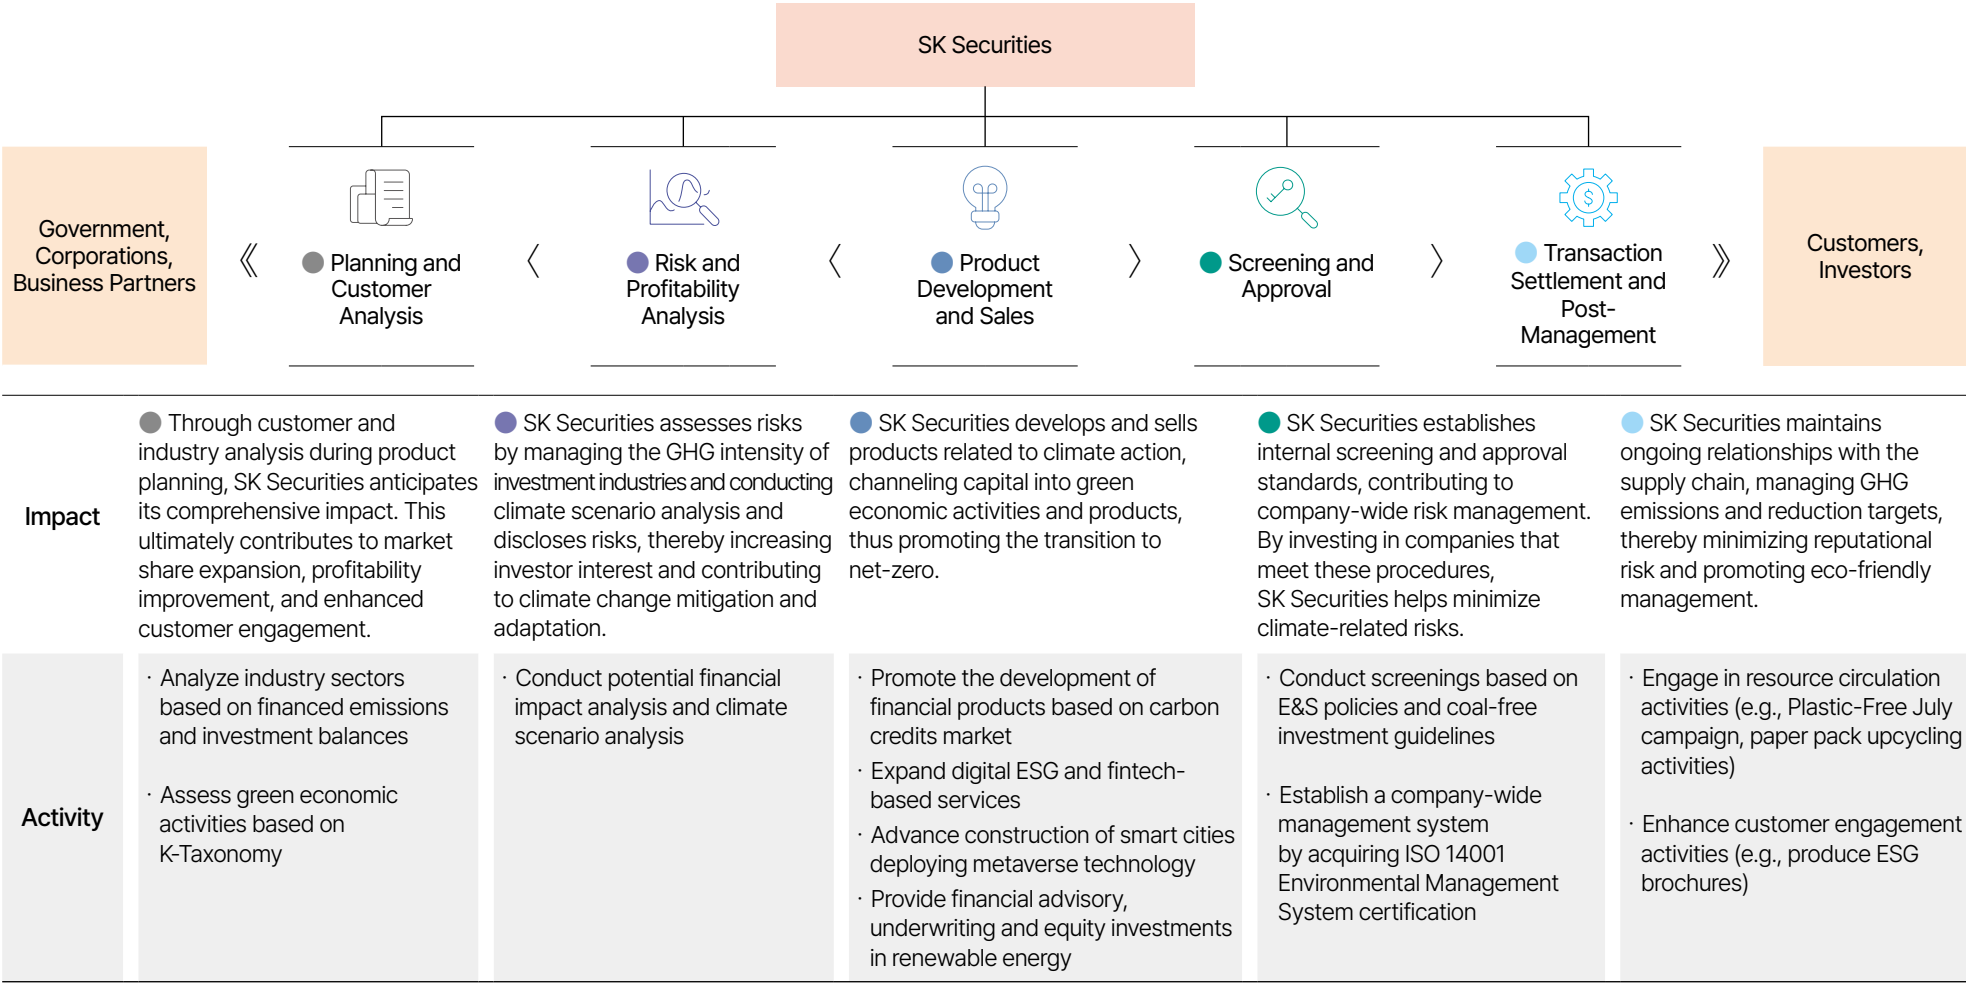 SK Securities
Government,
Corporations,
Business Partners
《
Planning and
Customer
Analysis
〈
Risk and
Profitability
Analysis
〈
Product
Development
and Sales
〉
Screening and
Approval
〉
$
Transaction
Settlement and
Post-
Management
》
Customers,
Investors
Impact
Through customer and
industry analysis during product
planning, SK Securities anticipates
its comprehensive impact. This
ultimately contributes to market
share expansion, profitability
improvement, and enhanced
customer engagement.
SK Securities assesses risks
by managing the GHG intensity of
investment industries and conducting
climate scenario analysis and
discloses risks, thereby increasing
investor interest and contributing
to climate change mitigation and
adaptation.
SK Securities develops and sells
products related to climate action,
channeling capital into green
economic activities and products,
thus promoting the transition to
net-zero.
SK Securities establishes
internal screening and approval
standards, contributing to
company-wide risk management.
By investing in companies that
meet these procedures,
SK Securities helps minimize
climate-related risks.
SK Securities maintains
ongoing relationships with the
supply chain, managing GHG
emissions and reduction targets,
thereby minimizing reputational
risk and promoting eco-friendly
management.
Activity
· Analyze industry sectors
based on financed emissions
and investment balances
· Assess green economic
activities based on
K-Taxonomy
· Conduct potential financial
impact analysis and climate
scenario analysis
· Promote the development of
financial products based on carbon
credits market
· Expand digital ESG and fintech-
based services
· Advance construction of smart cities
deploying metaverse technology
· Provide financial advisory,
underwriting and equity investments
in renewable energy
· Conduct screenings based on
E&S policies and coal-free
investment guidelines
· Establish a company-wide
management system
by acquiring ISO 14001
Environmental Management
System certification
· Engage in resource circulation
activities (e.g., Plastic-Free July
campaign, paper pack upcycling
activities)
· Enhance customer engagement
activities (e.g., produce ESG
brochures)